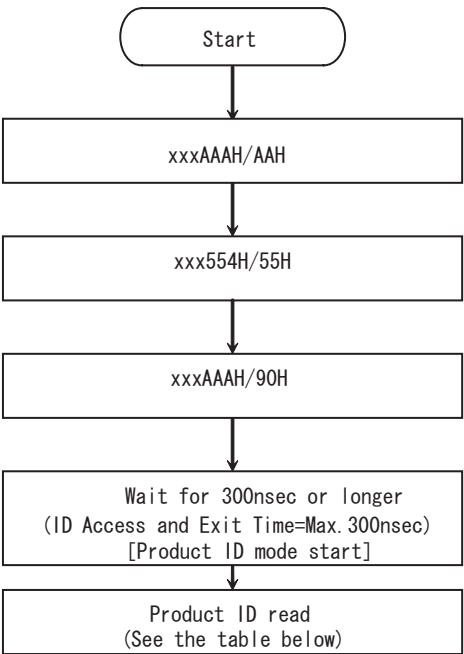 Start
xxxAAAH/AAH
xxx554H/55H
xxxAAAH/90H
Wait for 300nsec or longer
(ID Access and Exit Time=Max.300nsec)
[Product ID mode start]
Product ID read
(See the table below)